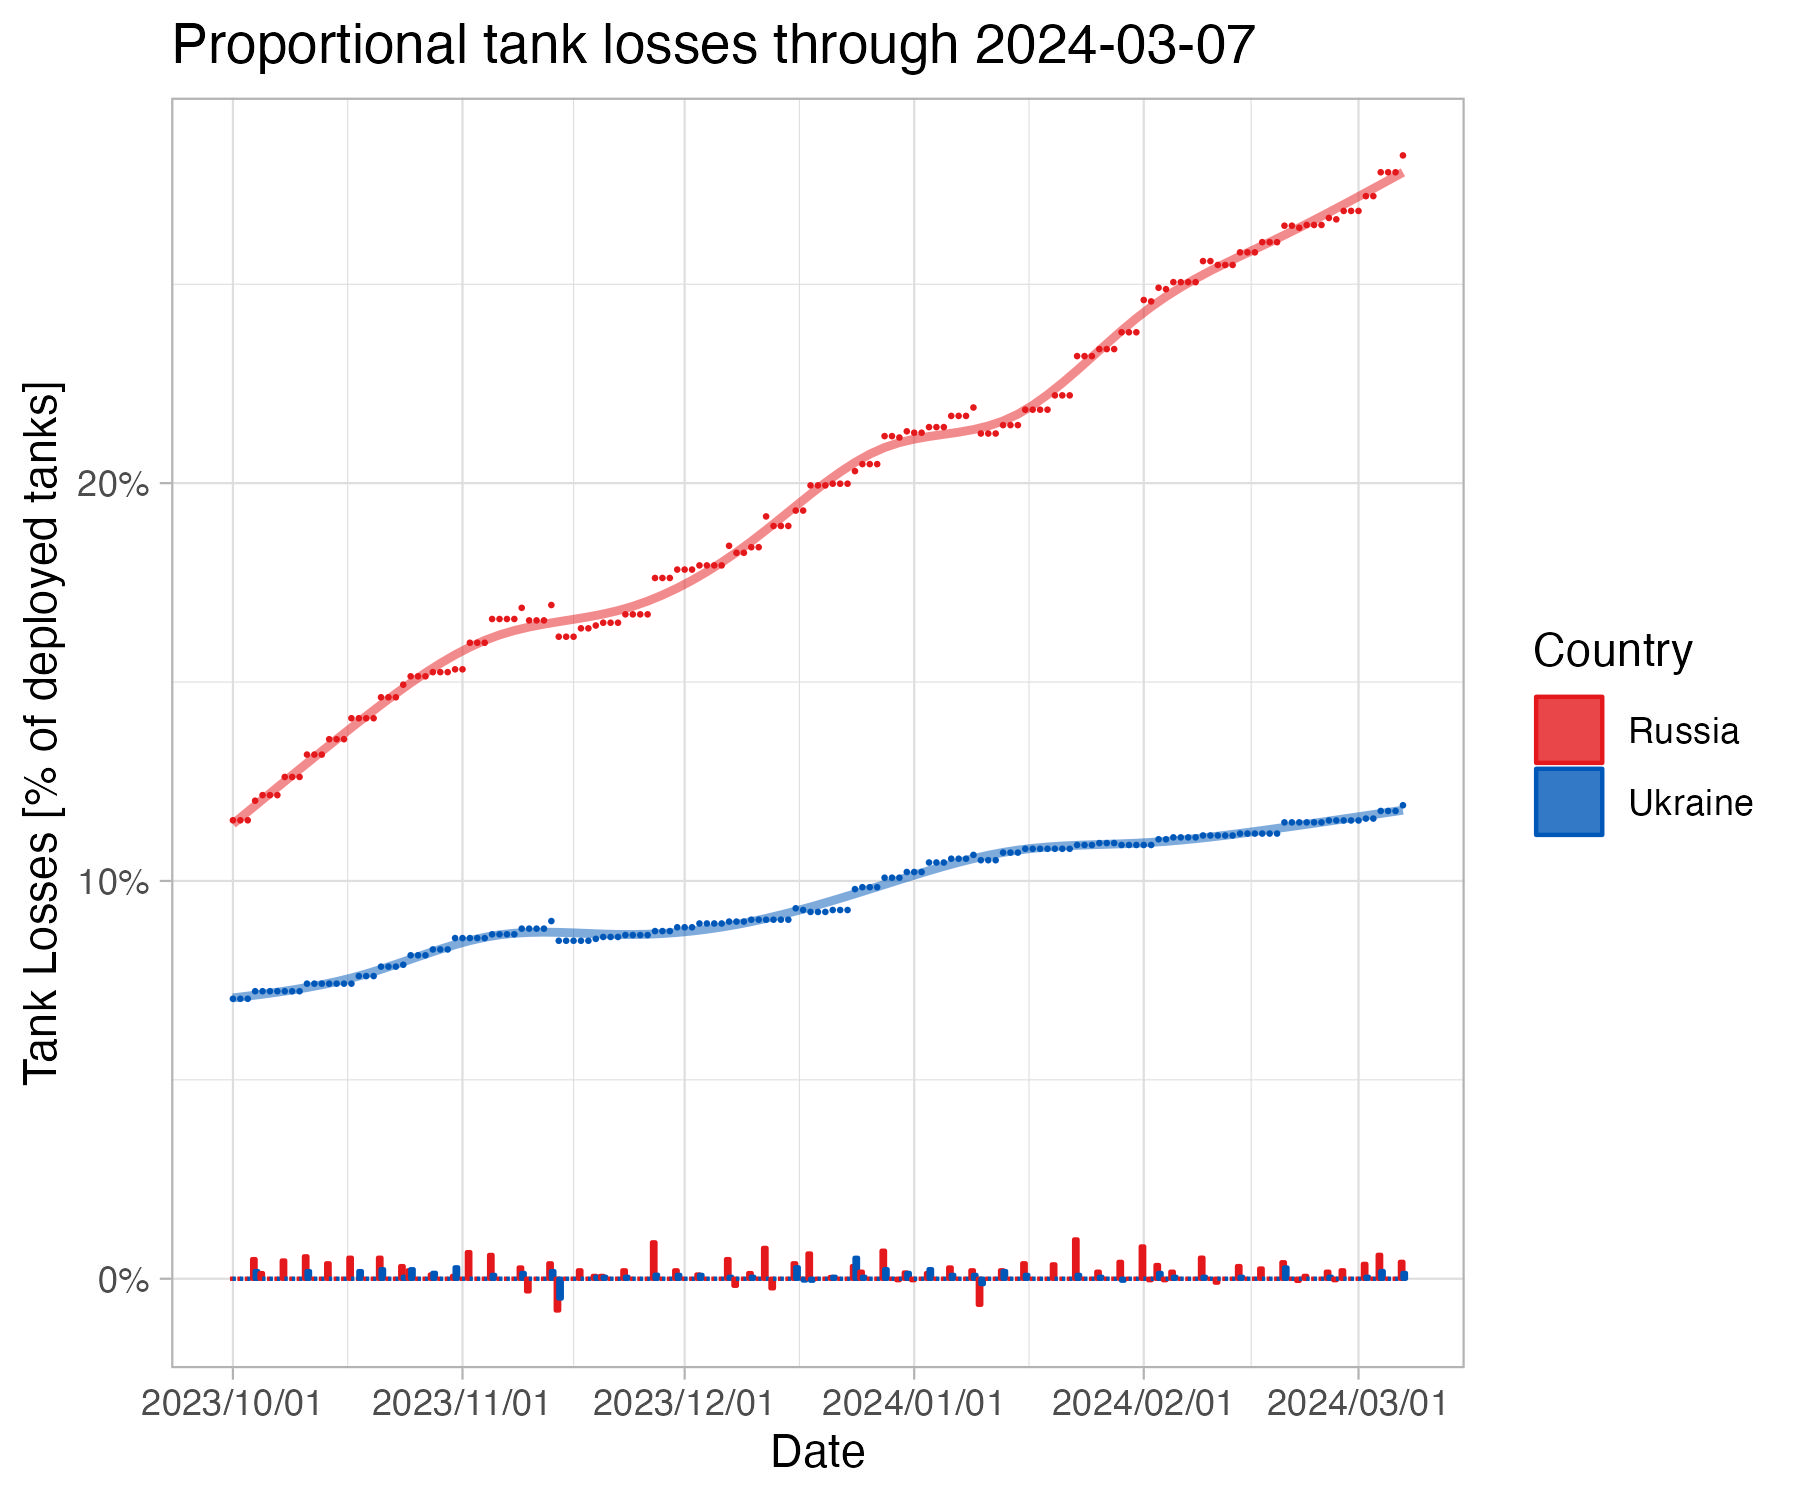 Proportional tank losses through 2024-03-07
Tank Losses [% of deployed tanks]
20%
10%
0%
2023/10/01 2023/11/01 2023/12/01 2024/01/01 2024/02/01 2024/03/01
Date
Country
Russia
Ukraine